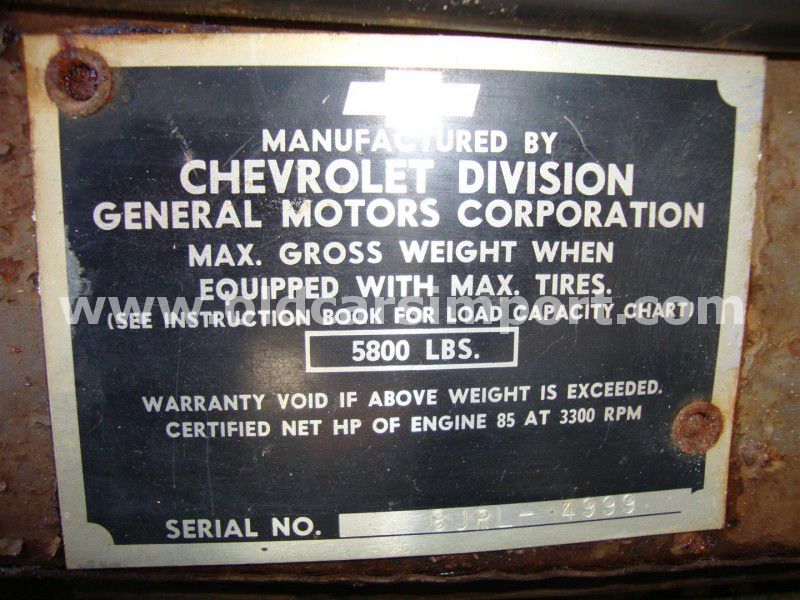 MANUFACTURED BY
CHEVROLET DIVISION
GENERAL MOTORS CORPORATION
MAX. GROSS WEIGHT WHEN
EQUIPPED WITH MAX. TIRES.
www.oldcarsimport.com
(SEE INSTRUCTION BOOK FOR LOAD CAPACITY CHART)
5800 LBS.
WARRANTY VOID IF ABOVE WEIGHT IS EXCEEDED.
CERTIFIED NET HP OF ENGINE 85 AT 3300 RPM
SERIAL NO. 6JPL-4999